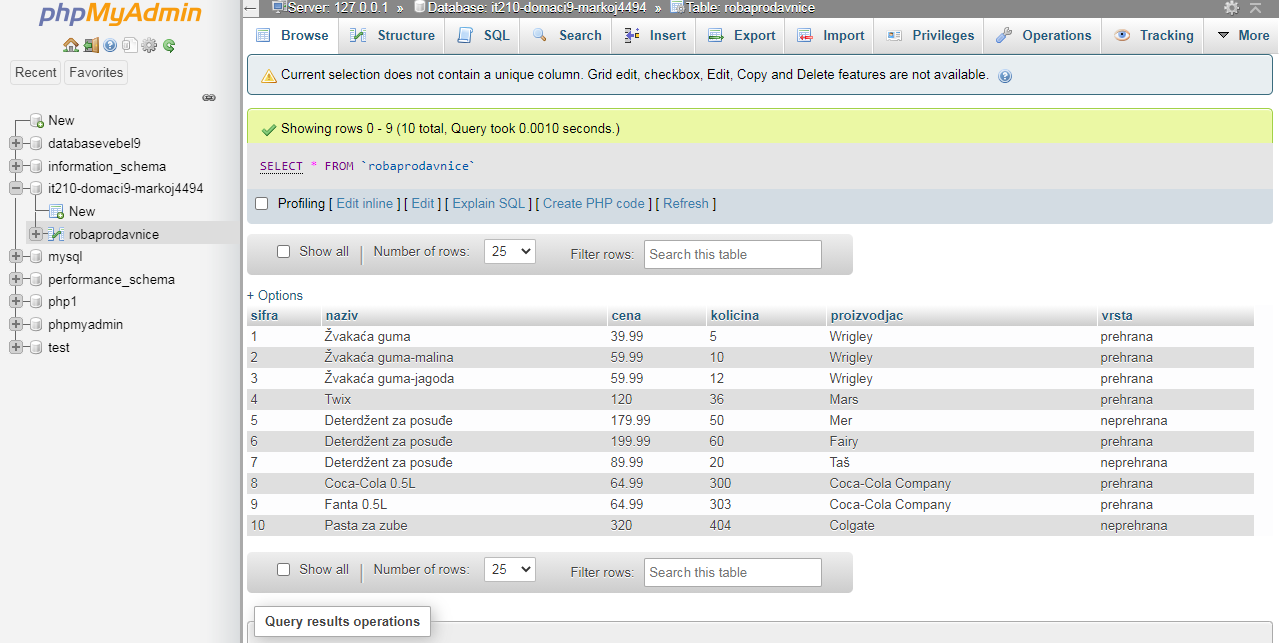 phpMyAdmin
Recent Favorites
New
databasevebel9
information_schema
it210-domaci9-markoj4494
New
robaprodavnice
mysql
performance_schema
php1
phpmyadmin
test
Server: 127.0.0.1 » Database: it210-domaci9-markoj4494 » Table: robaprodavnice
Browse Structure SQL Search Insert Export Import Privileges Operations Tracking More
Current selection does not contain a unique column. Grid edit, checkbox, Edit, Copy and Delete features are not available.
Showing rows 0 - 9 (10 total, Query took 0.0010 seconds.)
SELECT * FROM `robaprodavnice`
Profiling [ Edit inline ] [ Edit ] [ Explain SQL ] [ Create PHP code ] [ Refresh ]
Show all | Number of rows: 25 Filter rows: Search this table
+ Options
sifra naziv cena kolicina proizvodjac vrsta
1 Žvakaća guma 39.99 5 Wrigley prehrana
2 Žvakaća guma-malina 59.99 10 Wrigley prehrana
3 Žvakaća guma-jagoda 59.99 12 Wrigley prehrana
4 Twix 120 36 Mars prehrana
5 Deterdžent za posuđe 179.99 50 Mer neprehrana
6 Deterdžent za posuđe 199.99 60 Fairy prehrana
7 Deterdžent za posuđe 89.99 20 Taš neprehrana
8 Coca-Cola 0.5L 64.99 300 Coca-Cola Company prehrana
9 Fanta 0.5L 64.99 303 Coca-Cola Company prehrana
10 Pasta za zube 320 404 Colgate neprehrana
Show all | Number of rows: 25 Filter rows: Search this table
Query results operations